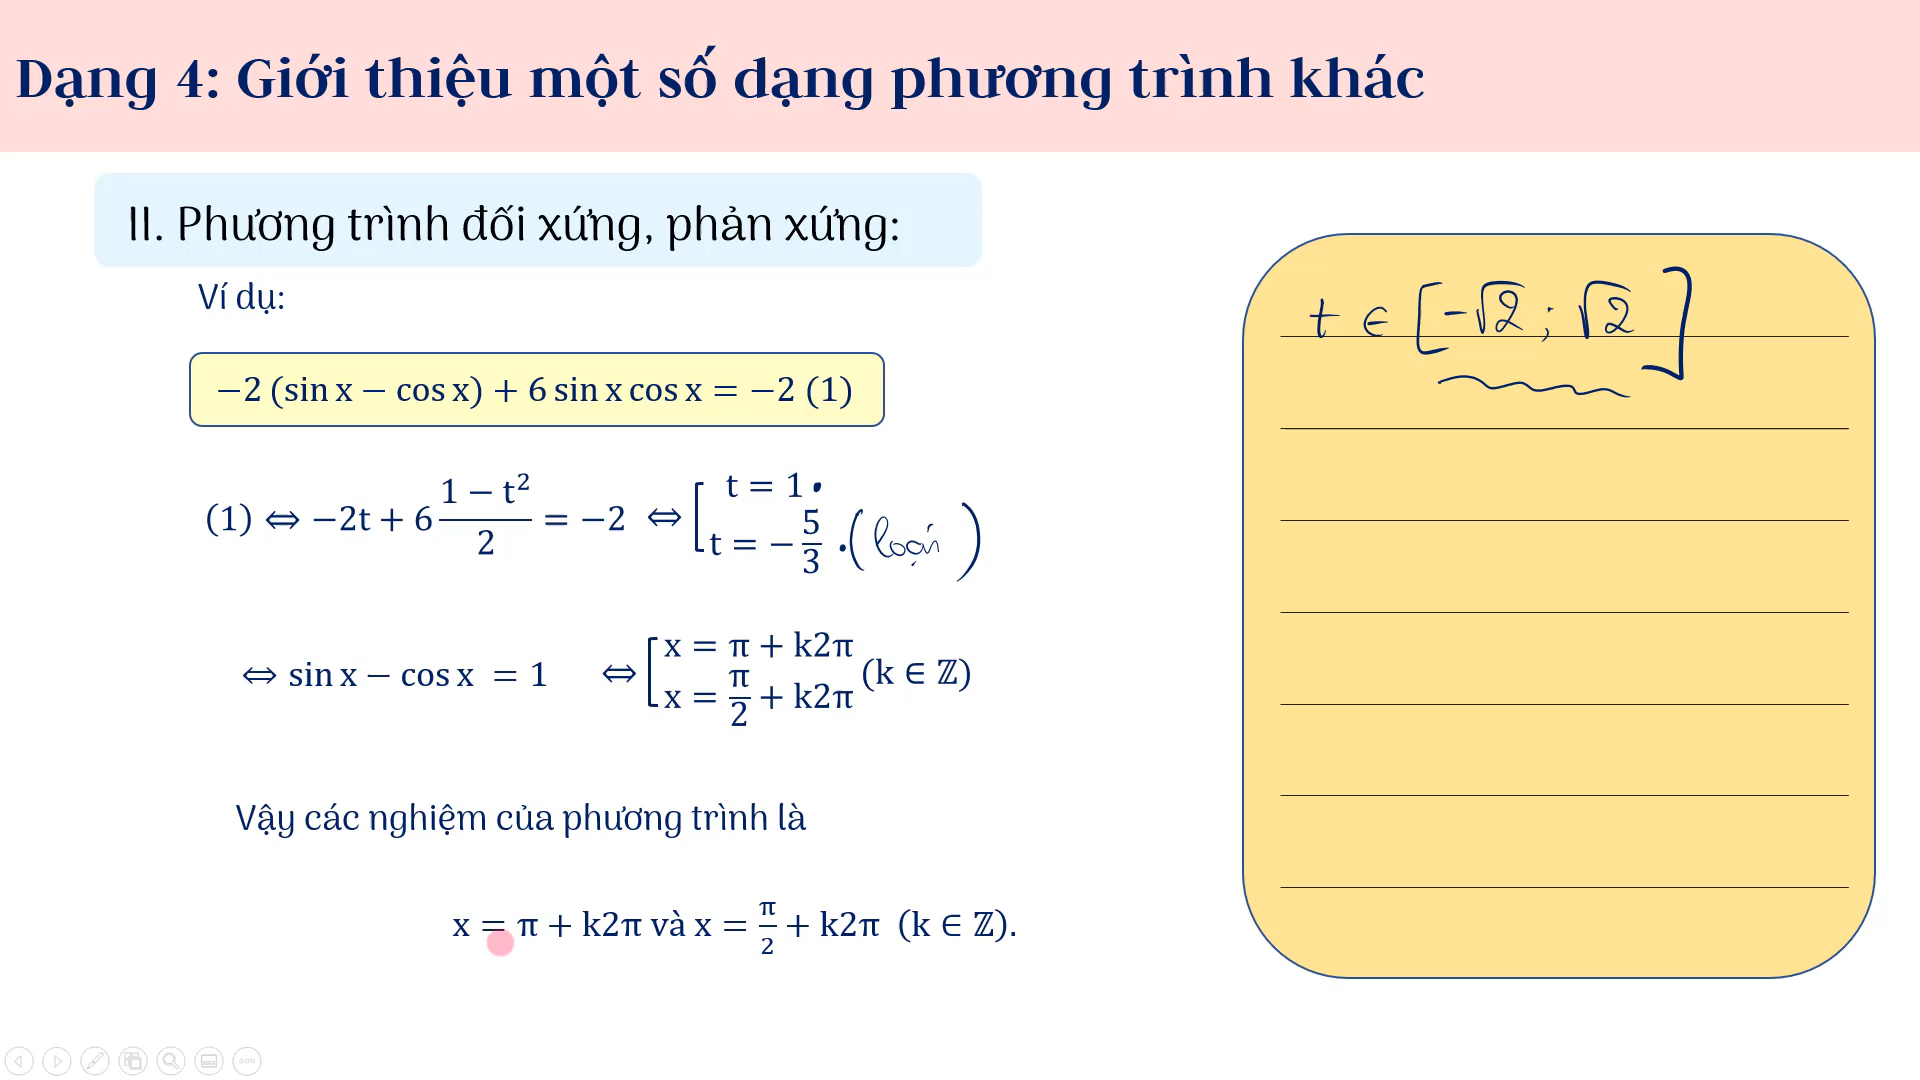 Dạng 4: Giới thiệu một số dạng phương trình khác
II. Phương trình đối xứng, phản xứng:
Ví dụ:
−2 (sin x − cos x) + 6 sin x cos x = −2 (1)
(1) ⇔ −2t + 6 (1 − t²)/2 = −2 ⇔ [ t = 1
t = − 5/3 (loại)
⇔ sin x − cos x = 1 ⇔ [ x = π + k2π
x = π/2 + k2π (k ∈ ℤ)
Vậy các nghiệm của phương trình là
x = π + k2π và x = π/2 + k2π (k ∈ ℤ).
t ∈ [−√2 ; √2]